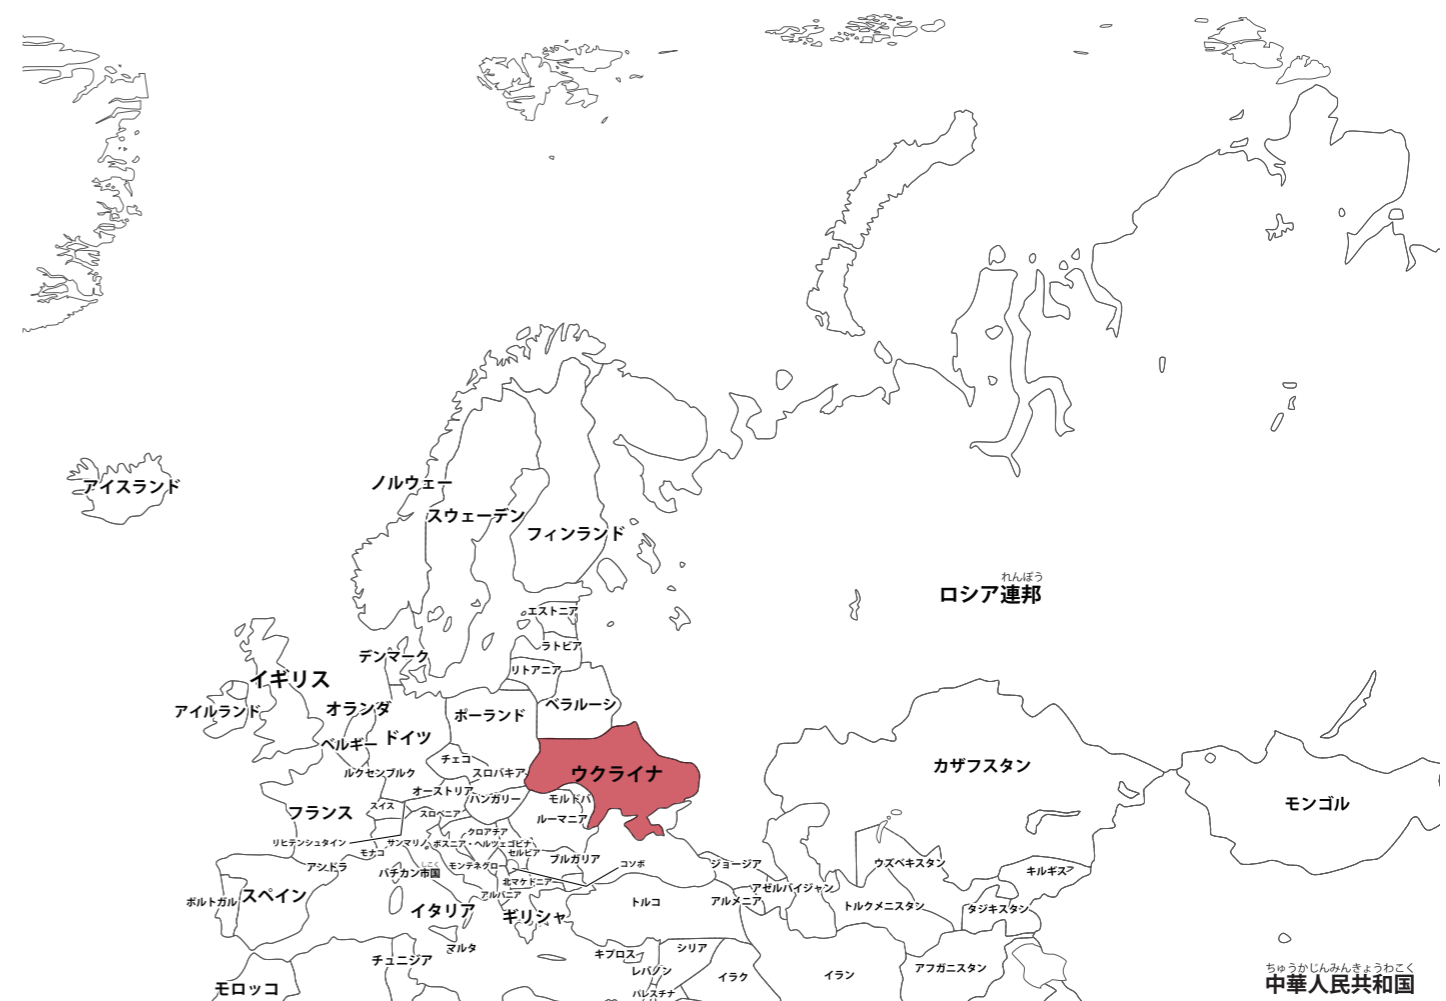 アイスランド
ノルウェー
スウェーデン
フィンランド
れんぽう
ロシア連邦
エストニア
ラトビア
デンマーク
リトアニア
イギリス
ベラルーシ
アイルランド
オランダ
ポーランド
ベルギー
ドイツ
チェコ
カザフスタン
ルクセンブルク
スロバキア
ウクライナ
オーストリア
ハンガリー
モルドバ
モンゴル
フランス
スイス
スロベニア
ルーマニア
クロアチア
リヒテンシュタイン
サンマリノ
ボスニア・ヘルツェゴビナ
モナコ
セルビア
ブルガリア
コソボ
ジョージア
ウズベキスタン
アンドラ
しこく
バチカン市国
モンテネグロ
キルギス
北マケドニア
アゼルバイジャン
スペイン
アルバニア
ポルトガル
トルコ
アルメニア
トルクメニスタン
タジキスタン
イタリア
ギリシャ
マルタ
キプロス
シリア
チュニジア
レバノン
イラク
イラン
アフガニスタン
ちゅうかじんみんきょうわこく
中華人民共和国
モロッコ
パレスチナ